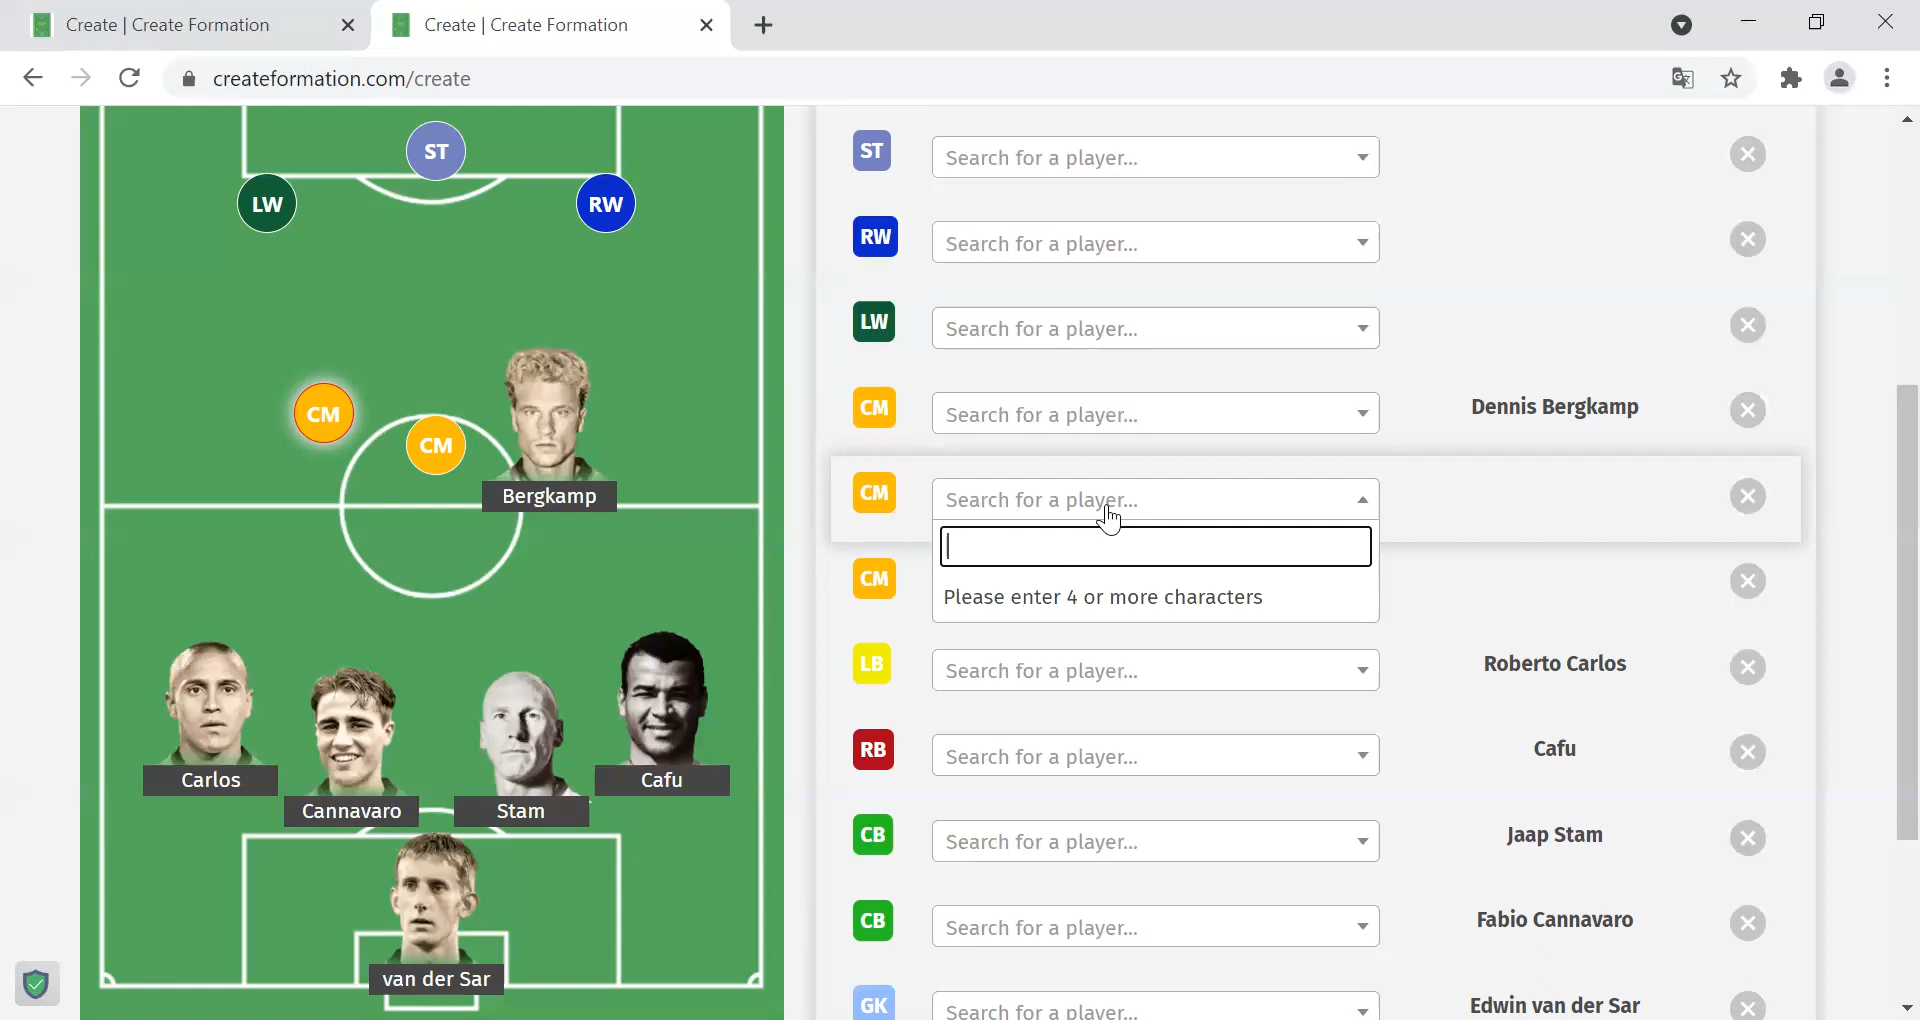 Create | Create Formation
Create | Create Formation
createformation.com/create
ST
LW
RW
CM
CM
Bergkamp
Carlos
Cannavaro
Stam
Cafu
van der Sar
ST Search for a player...
RW Search for a player...
LW Search for a player...
CM Search for a player... Dennis Bergkamp
CM Search for a player...
Please enter 4 or more characters
CM
LB Search for a player... Roberto Carlos
RB Search for a player... Cafu
CB Search for a player... Jaap Stam
CB Search for a player... Fabio Cannavaro
GK Search for a player... Edwin van der Sar